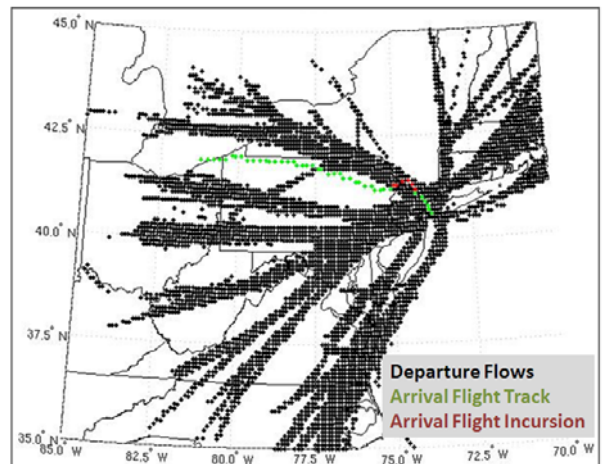 45.0° N
42.5° N
40.0° N
37.5° N
35.0° N
85.0° W
82.5° W
80.0° W
77.5° W
75.0° W
72.5° W
70.0° W
Departure Flows
Arrival Flight Track
Arrival Flight Incursion